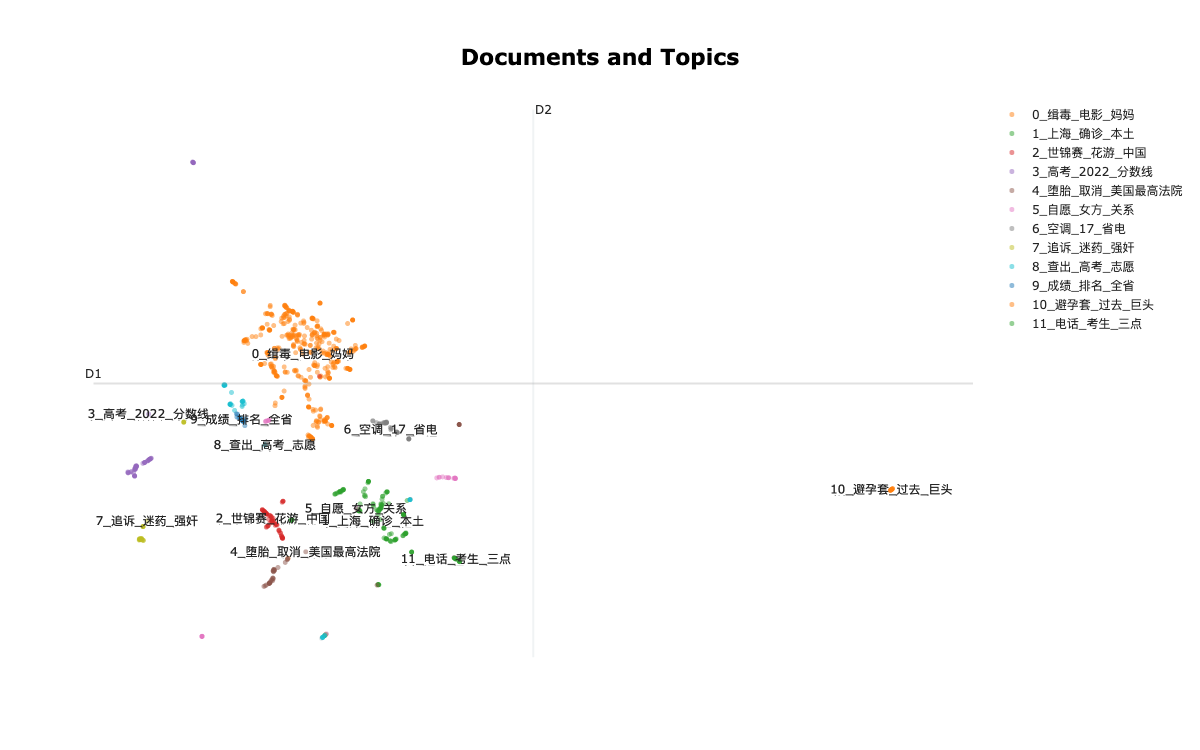 Documents and Topics
D2
D1
0_缉毒_电影_妈妈
3_高考_2022_分数线
9_成绩_排名_全省
8_查出_高考_志愿
6_空调_17_省电
10_避孕套_过去_巨头
5_自愿_女方_关系
7_追诉_迷药_强奸
2_世锦赛_花游_中国
1_上海_确诊_本土
4_堕胎_取消_美国最高法院
11_电话_考生_三点
0_缉毒_电影_妈妈
1_上海_确诊_本土
2_世锦赛_花游_中国
3_高考_2022_分数线
4_堕胎_取消_美国最高法院
5_自愿_女方_关系
6_空调_17_省电
7_追诉_迷药_强奸
8_查出_高考_志愿
9_成绩_排名_全省
10_避孕套_过去_巨头
11_电话_考生_三点